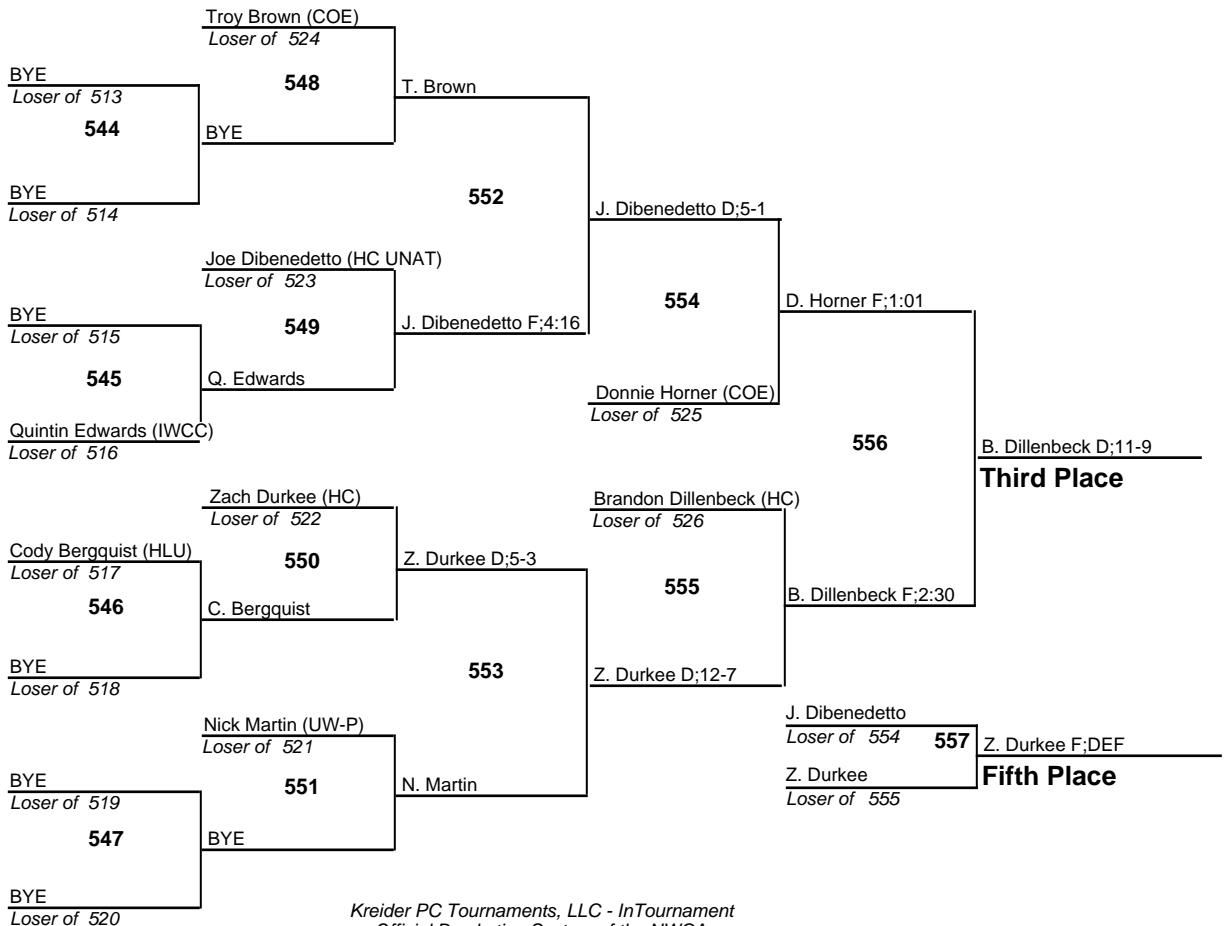 Troy Brown (COE)
Loser of 524
BYE
Loser of 513
548
T. Brown
544
BYE
BYE
Loser of 514
552
J. Dibenedetto D;5-1
Joe Dibenedetto (HC UNAT)
Loser of 523
554
D. Horner F;1:01
BYE
Loser of 515
549
J. Dibenedetto F;4:16
545
Q. Edwards
Donnie Horner (COE)
Loser of 525
Quintin Edwards (IWCC)
Loser of 516
556
B. Dillenbeck D;11-9
Third Place
Zach Durkee (HC)
Loser of 522
Brandon Dillenbeck (HC)
Loser of 526
Cody Bergquist (HLU)
Loser of 517
550
Z. Durkee D;5-3
555
546
C. Bergquist
B. Dillenbeck F;2:30
BYE
Loser of 518
553
Z. Durkee D;12-7
Nick Martin (UW-P)
Loser of 521
J. Dibenedetto
Loser of 554
557
Z. Durkee F;DEF
Fifth Place
BYE
Loser of 519
551
N. Martin
Z. Durkee
Loser of 555
547
BYE
BYE
Loser of 520
Kreider PC Tournaments, LLC - InTournament